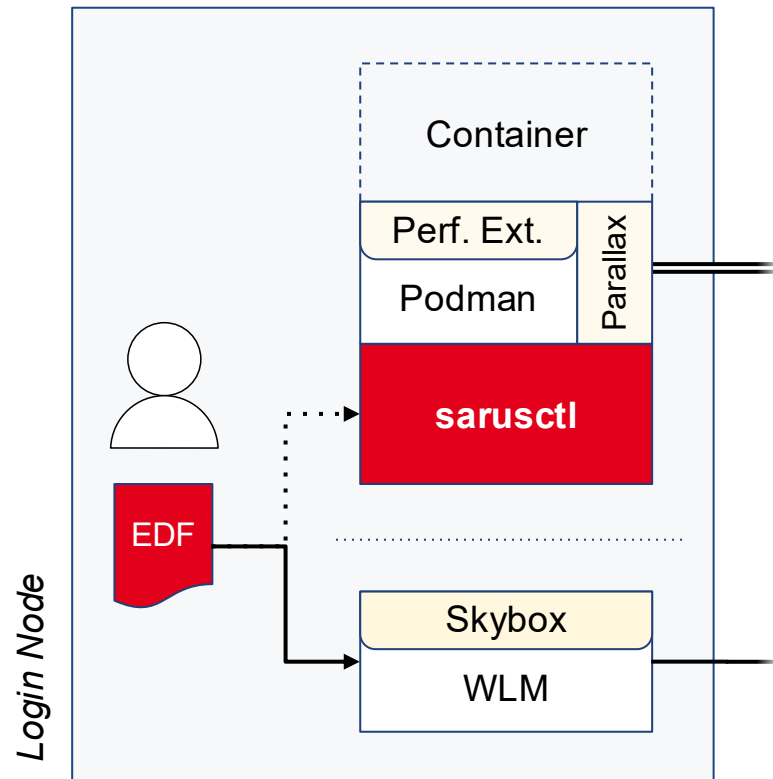 Container
Perf. Ext.
Parallax
Podman
sarusctl
EDF
Skybox
WLM
Login Node